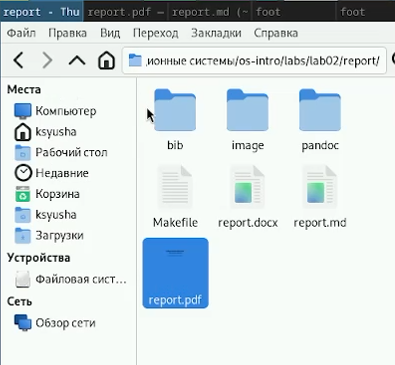 report - Thu report.pdf — report.md (~ foot foot
Файл Правка Вид Переход Закладки Справка
ионные системы/os-intro/labs/lab02/report/
Места
Компьютер
ksyusha
Рабочий стол
Недавние
Корзина
ksyusha
Загрузки
Устройства
Файловая сист...
Сеть
Обзор сети
bib image pandoc
Makefile report.docx report.md
report.pdf